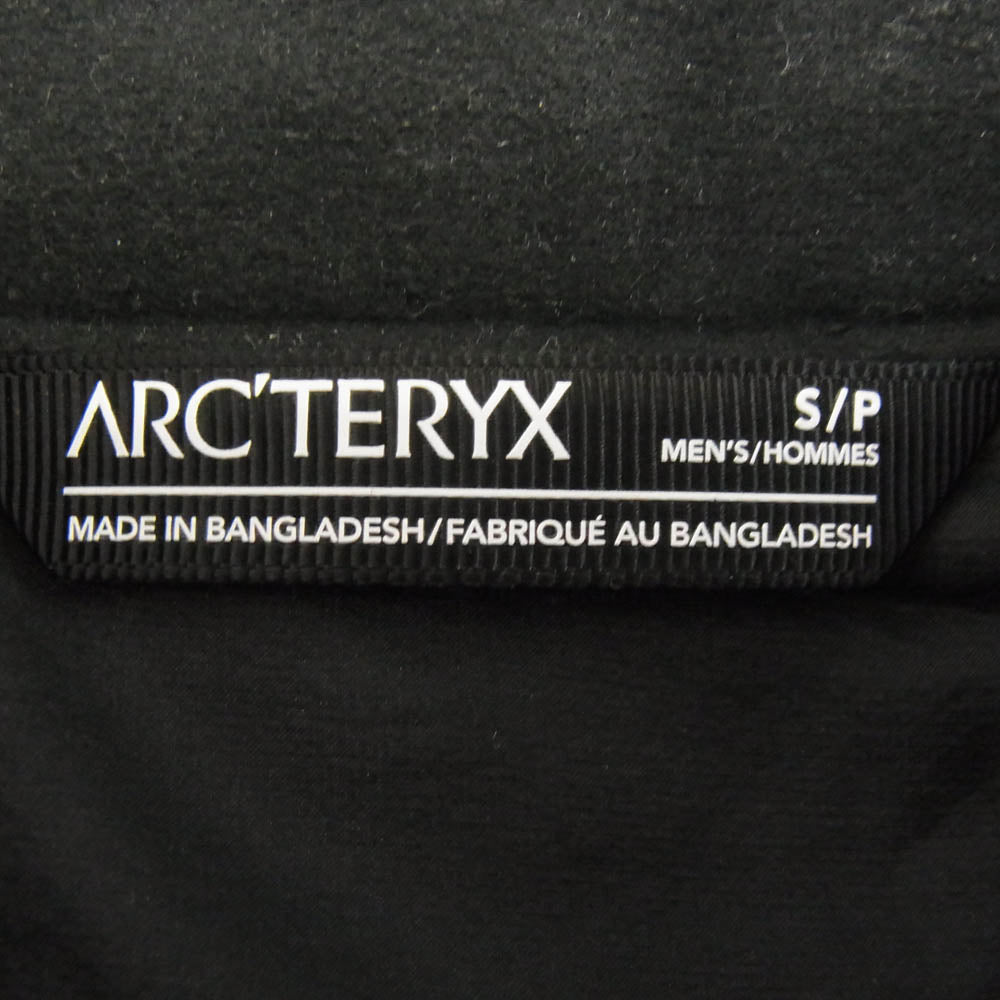 ARC'TERYX
S/P
MEN'S/HOMMES
MADE IN BANGLADESH/FABRIQUÉ AU BANGLADESH